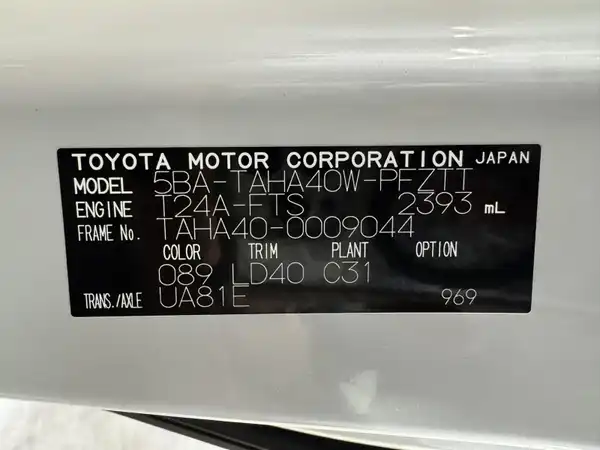 TOYOTA MOTOR CORPORATION JAPAN
MODEL 5BA-TAHA40W-PFZTT
ENGINE T24A-FTS 2393 mL
FRAME No. TAHA40-0009044
COLOR TRIM PLANT OPTION
089 LD40 C31
TRANS./AXLE UA81E 969